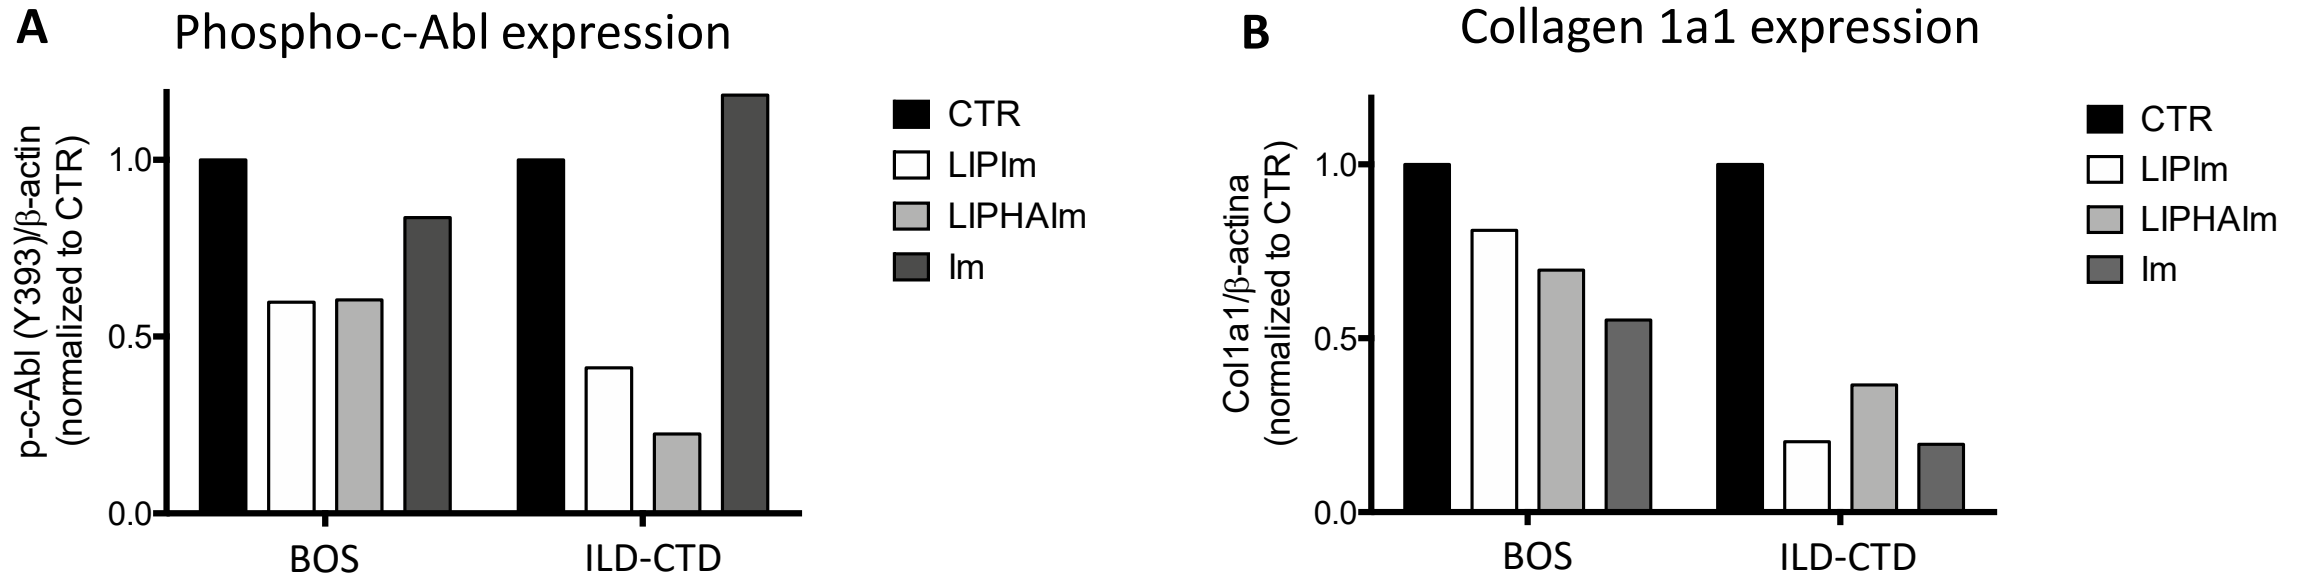 A
Phospho-c-Abl expression
p-c-Abl (Y393)/β-actin
(normalized to CTR)
1.0
0.5
0.0
BOS
ILD-CTD
CTR
LIPIm
LIPHAIm
Im
B
Collagen 1a1 expression
Col1a1/β-actina
(normalized to CTR)
1.0
0.5
0.0
BOS
ILD-CTD
CTR
LIPIm
LIPHAIm
Im